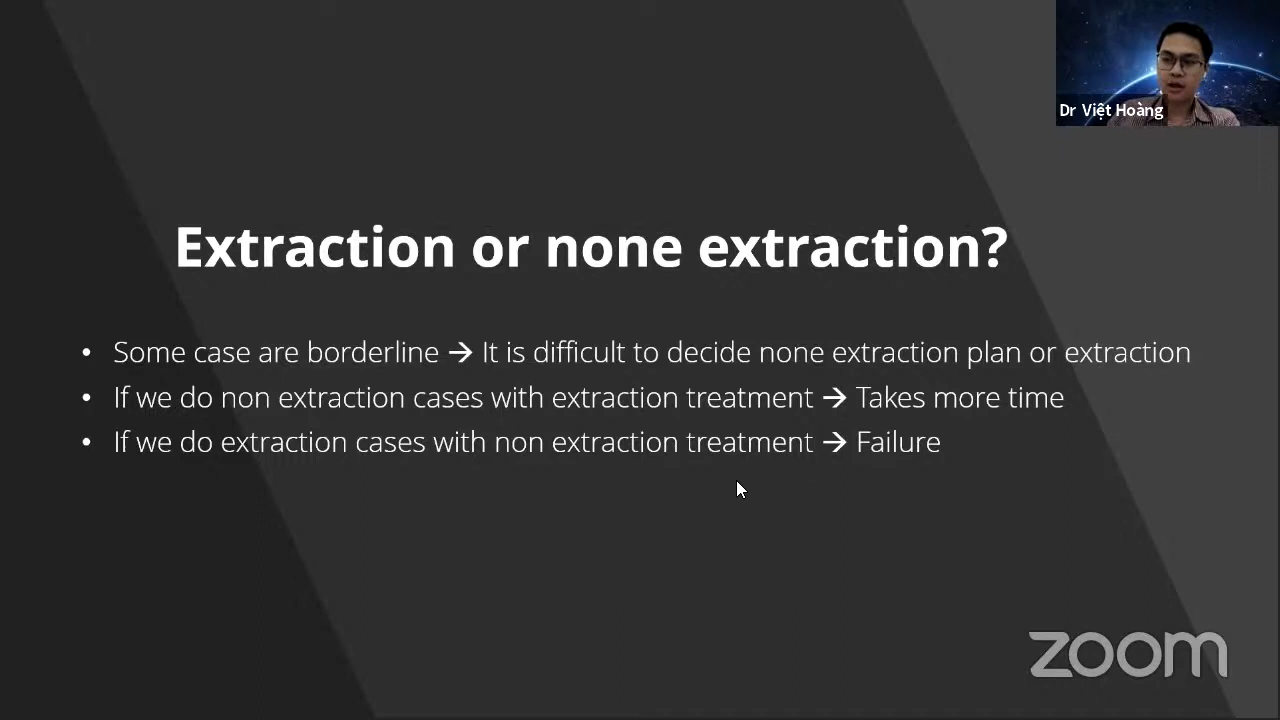 Dr Việt Hoàng
Extraction or none extraction?
• Some case are borderline → It is difficult to decide none extraction plan or extraction
• If we do non extraction cases with extraction treatment → Takes more time
• If we do extraction cases with non extraction treatment → Failure
zoom